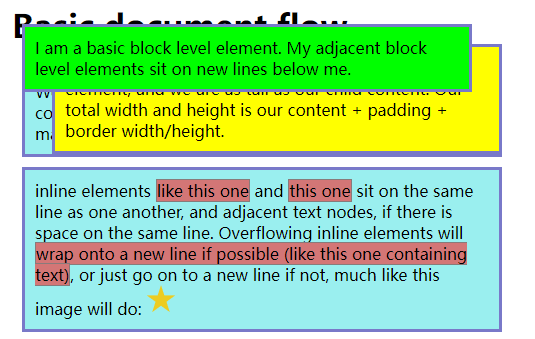 Basic document flow
I am a basic block level element. My adjacent block
level elements sit on new lines below me.
element, and we are as tall as our child content. Our
total width and height is our content + padding +
border width/height.
inline elements like this one and this one sit on the same
line as one another, and adjacent text nodes, if there is
space on the same line. Overflowing inline elements will
wrap onto a new line if possible (like this one containing
text), or just go on to a new line if not, much like this
image will do: